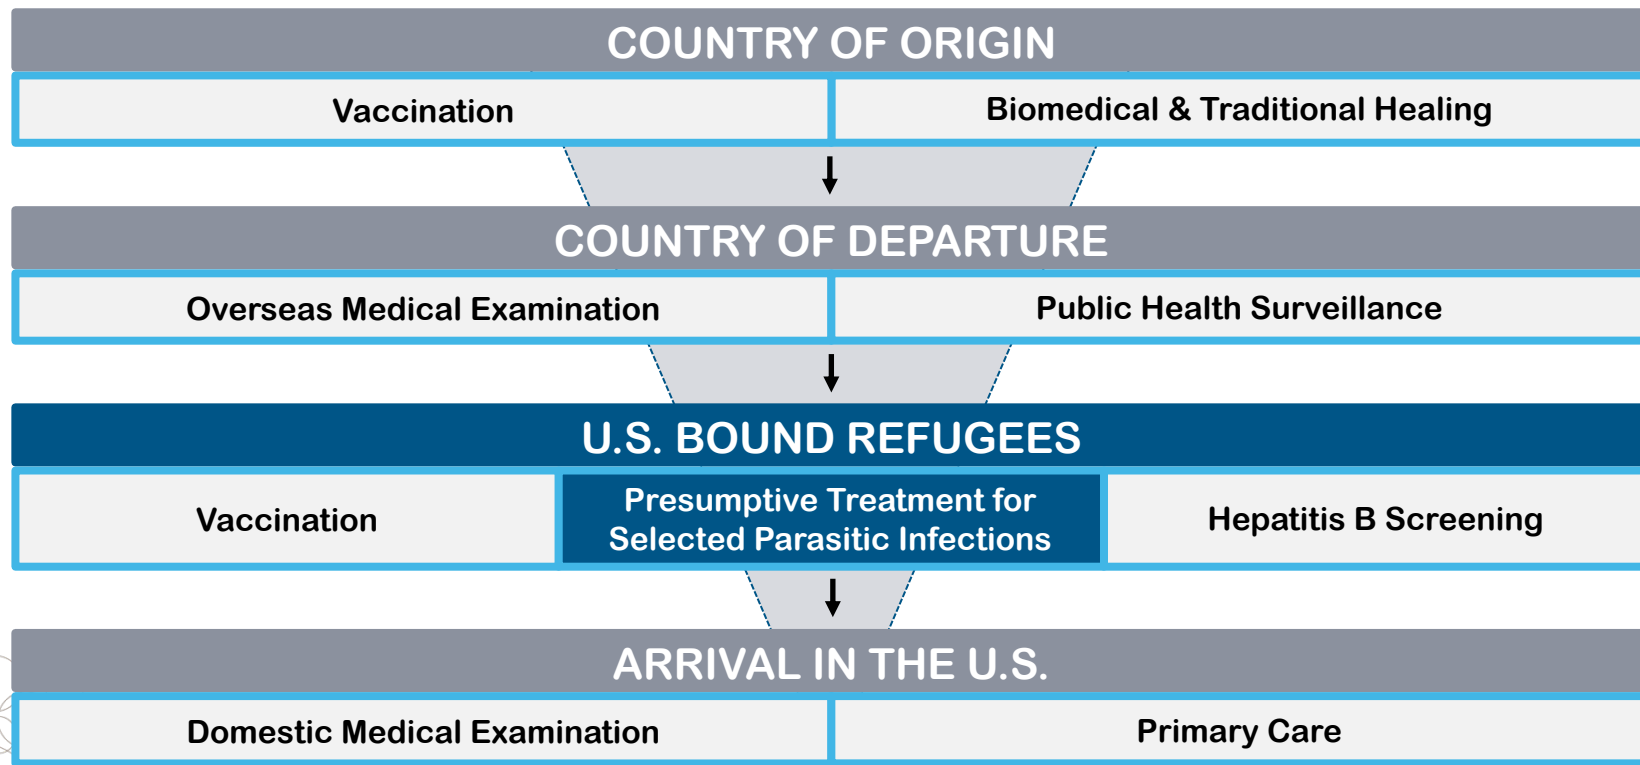 COUNTRY OF ORIGIN
Vaccination
Biomedical & Traditional Healing
COUNTRY OF DEPARTURE
Overseas Medical Examination
Public Health Surveillance
U.S. BOUND REFUGEES
Vaccination
Presumptive Treatment for
Selected Parasitic Infections
Hepatitis B Screening
ARRIVAL IN THE U.S.
Domestic Medical Examination
Primary Care